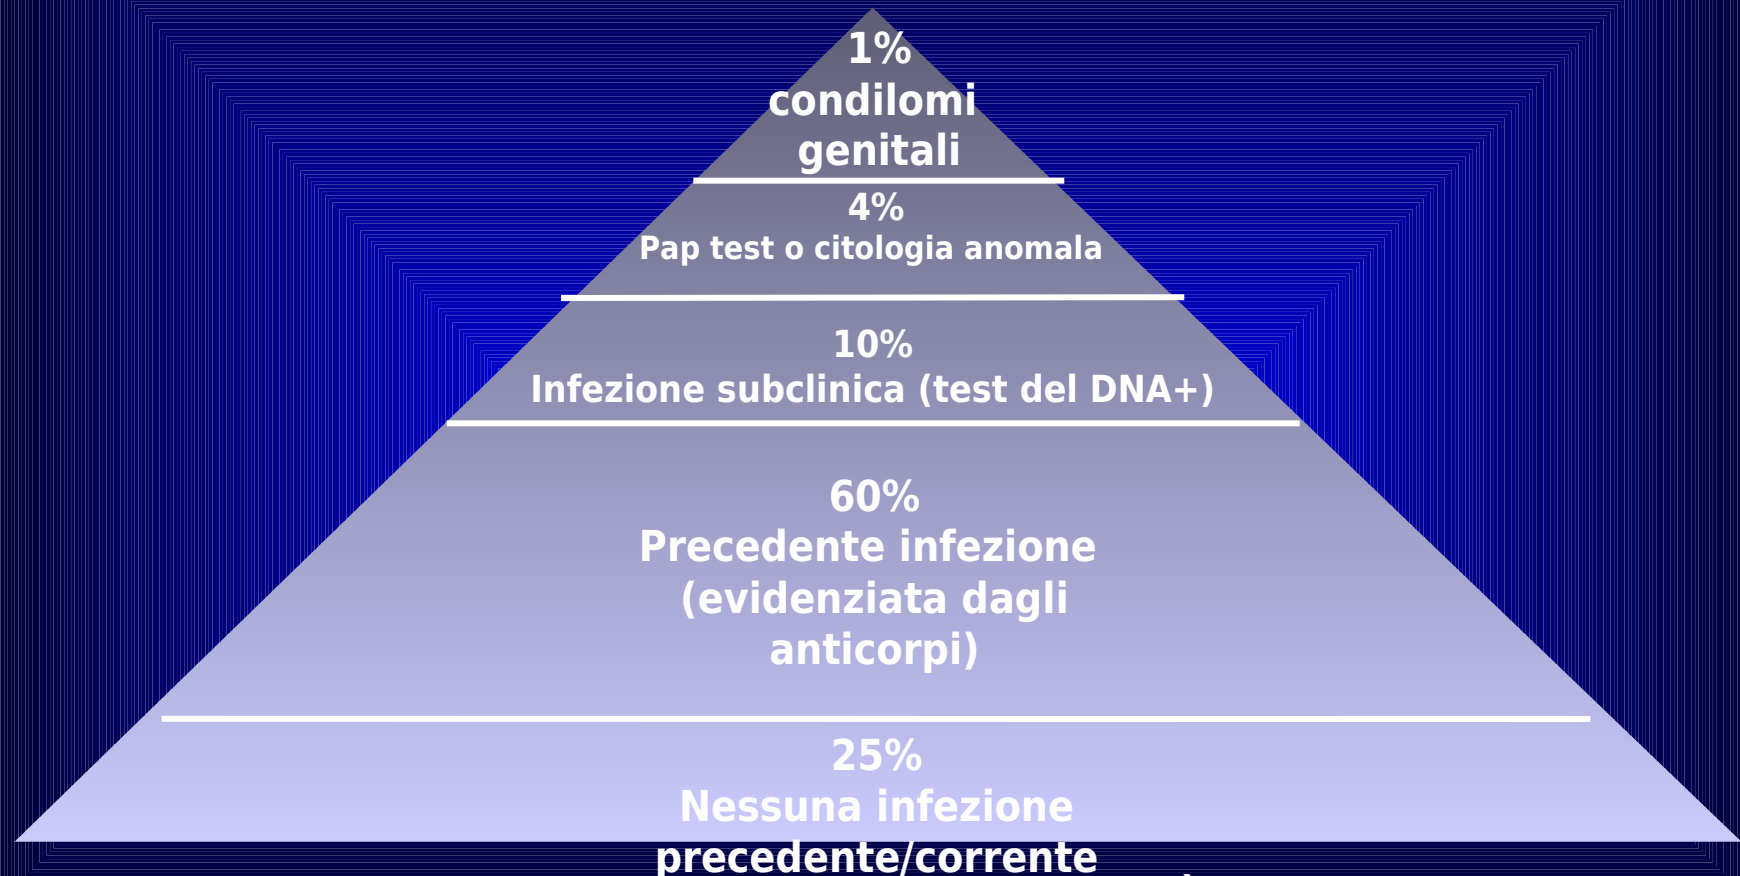 1%
condilomi
genitali
4%
Pap test o citologia anomala
10%
Infezione subclinica (test del DNA+)
60%
Precedente infezione
(evidenziata dagli
anticorpi)
25%
Nessuna infezione
precedente/corrente